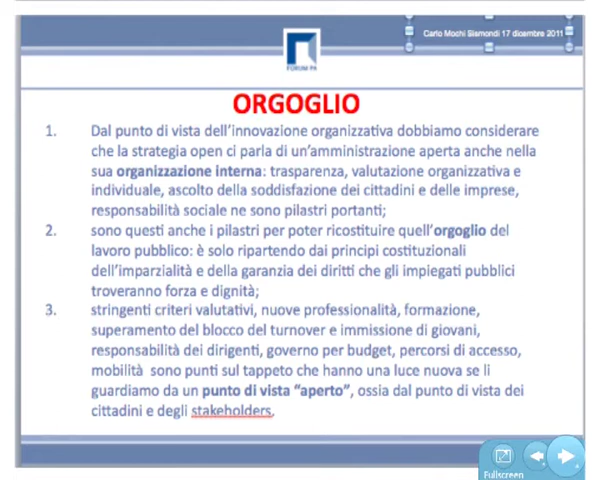 Carlo Mochi Sismondi 17 dicembre 2011
FORUM PA
ORGOGLIO
1. Dal punto di vista dell'innovazione organizzativa dobbiamo considerare
che la strategia open ci parla di un'amministrazione aperta anche nella
sua organizzazione interna: trasparenza, valutazione organizzativa e
individuale, ascolto della soddisfazione dei cittadini e delle imprese,
responsabilità sociale ne sono pilastri portanti;
2. sono questi anche i pilastri per poter ricostituire quell'orgoglio del
lavoro pubblico: è solo ripartendo dai principi costituzionali
dell'imparzialità e della garanzia dei diritti che gli impiegati pubblici
troveranno forza e dignità;
3. stringenti criteri valutativi, nuove professionalità, formazione,
superamento del blocco del turnover e immissione di giovani,
responsabilità dei dirigenti, governo per budget, percorsi di accesso,
mobilità sono punti sul tappeto che hanno una luce nuova se li
guardiamo da un punto di vista "aperto", ossia dal punto di vista dei
cittadini e degli stakeholders.
Fullscreen